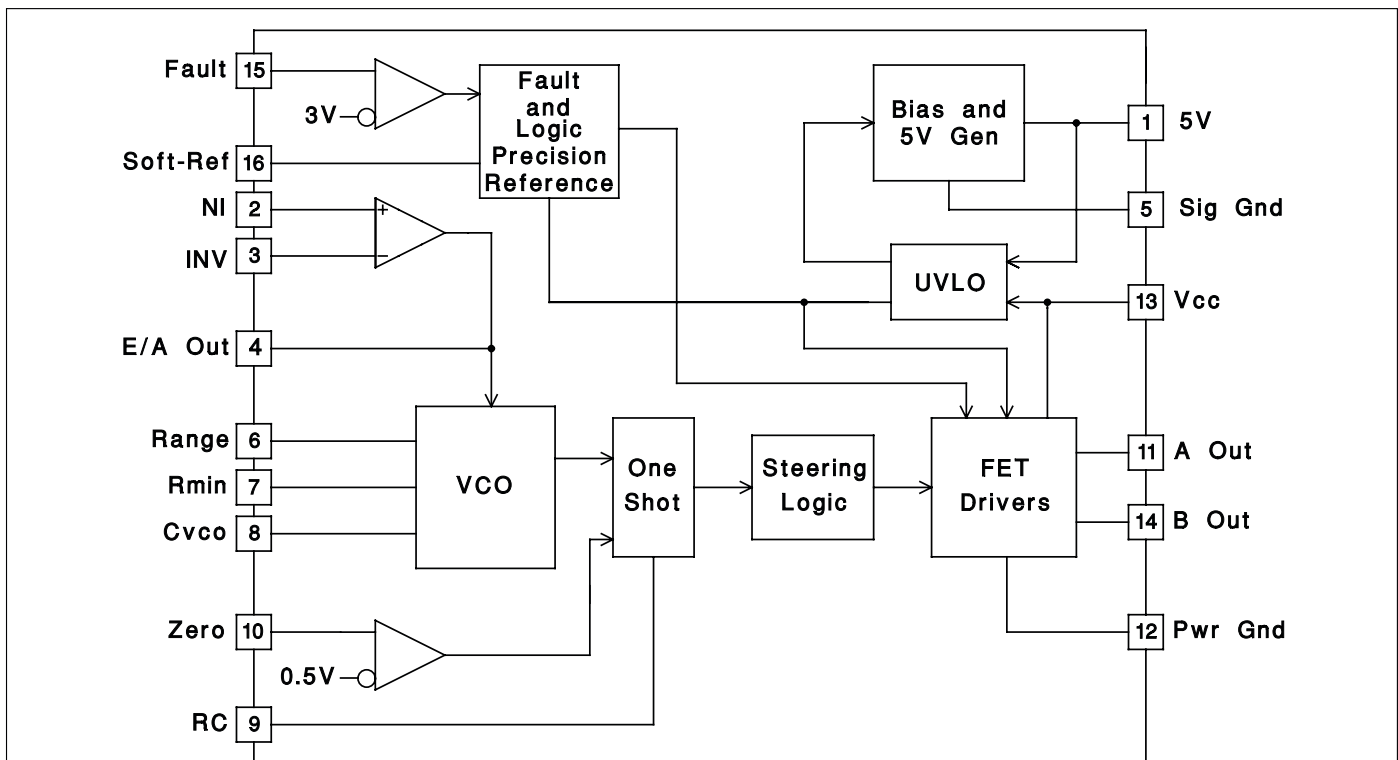 Fault 15
3V
Soft-Ref 16
NI 2
+
INV 3
−
E/A Out 4
Range 6
Rmin 7
Cvco 8
Zero 10
0.5V
RC 9
Fault
and
Logic
Precision
Reference
Bias and
5V Gen
UVLO
VCO
One
Shot
Steering
Logic
FET
Drivers
1 5V
5 Sig Gnd
13 Vcc
11 A Out
14 B Out
12 Pwr Gnd